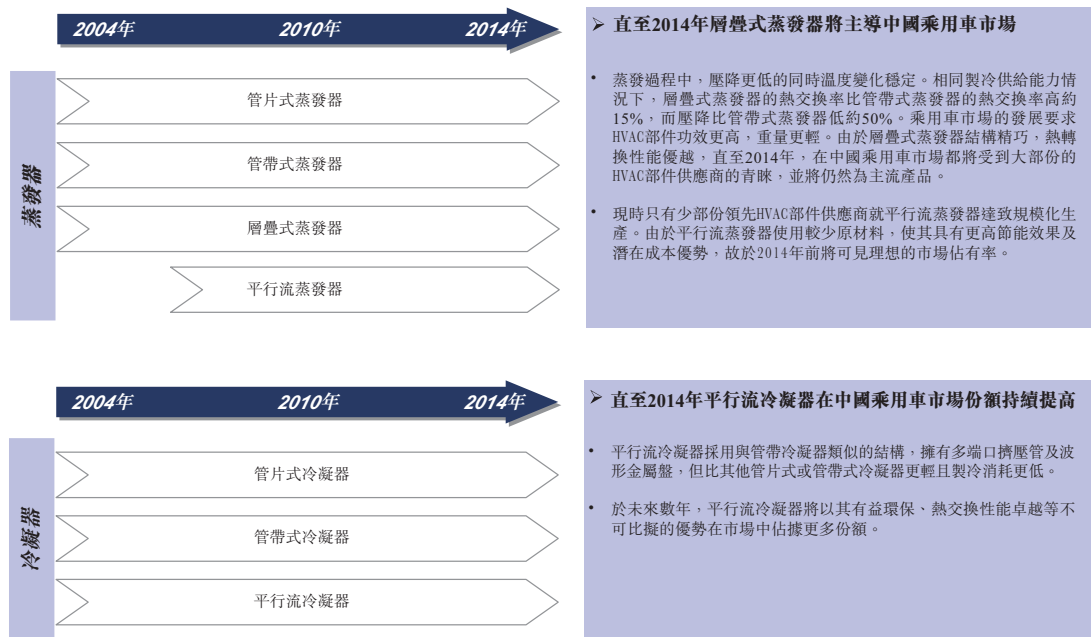 2004年 2010年 2014年
蒸發器
管片式蒸發器
管帶式蒸發器
層疊式蒸發器
平行流蒸發器
➢ 直至2014年層疊式蒸發器將主導中國乘用車市場
• 蒸發過程中，壓降更低的同時溫度變化穩定。相同製冷供給能力情
況下，層疊式蒸發器的熱交換率比管帶式蒸發器的熱交換率高約
15%，而壓降比管帶式蒸發器低約50%。乘用車市場的發展要求
HVAC部件功效更高，重量更輕。由於層疊式蒸發器結構精巧，熱轉
換性能優越，直至2014年，在中國乘用車市場都將受到大部份的
HVAC部件供應商的青睞，並將仍然為主流產品。
• 現時只有少部份領先HVAC部件供應商就平行流蒸發器達致規模化生
產。由於平行流蒸發器使用較少原材料，使其具有更高節能效果及
潛在成本優勢，故於2014年前將可見理想的市場佔有率。
2004年 2010年 2014年
冷凝器
管片式冷凝器
管帶式冷凝器
平行流冷凝器
➢ 直至2014年平行流冷凝器在中國乘用車市場份額持續提高
• 平行流冷凝器採用與管帶冷凝器類似的結構，擁有多端口擠壓管及波
形金屬盤，但比其他管片式或管帶式冷凝器更輕且製冷消耗更低。
• 於未來數年，平行流冷凝器將以其有益環保、熱交換性能卓越等不
可比擬的優勢在市場中佔據更多份額。